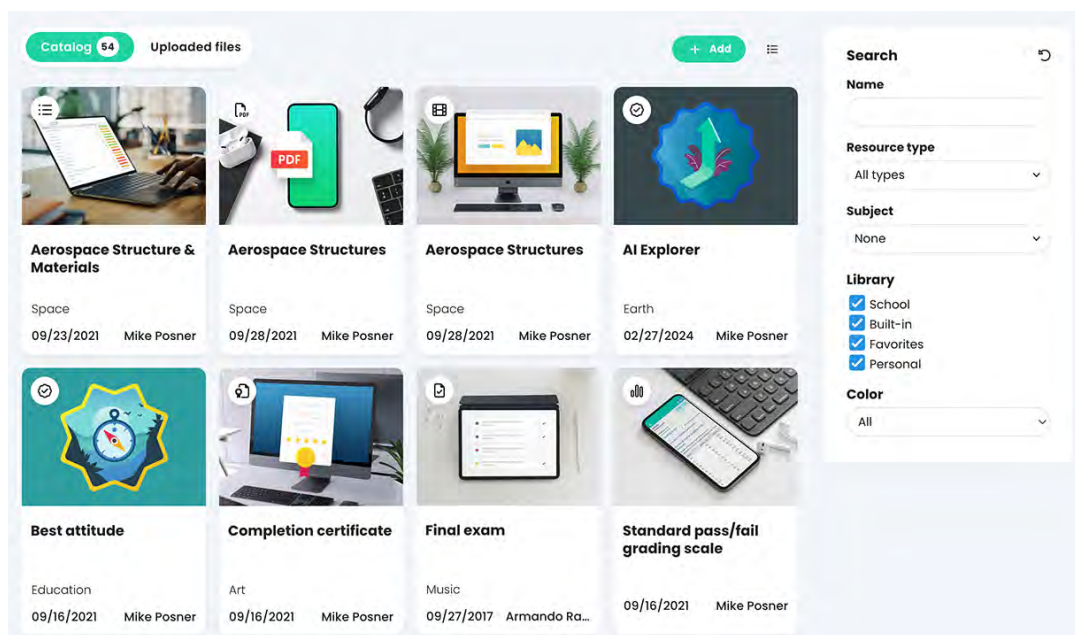 Catalog 54
Uploaded files
+ Add
Aerospace Structure &
Materials
Space
09/23/2021 Mike Posner
PDF
PDF
Aerospace Structures
Space
09/28/2021 Mike Posner
Aerospace Structures
Space
09/28/2021 Mike Posner
AI Explorer
Earth
02/27/2024 Mike Posner
Best attitude
Education
09/16/2021 Mike Posner
Completion certificate
Art
09/16/2021 Mike Posner
Final exam
Music
09/27/2017 Armando Ra...
Standard pass/fail
grading scale
09/16/2021 Mike Posner
Search
Name
Resource type
All types
Subject
None
Library
School
Built-in
Favorites
Personal
Color
All